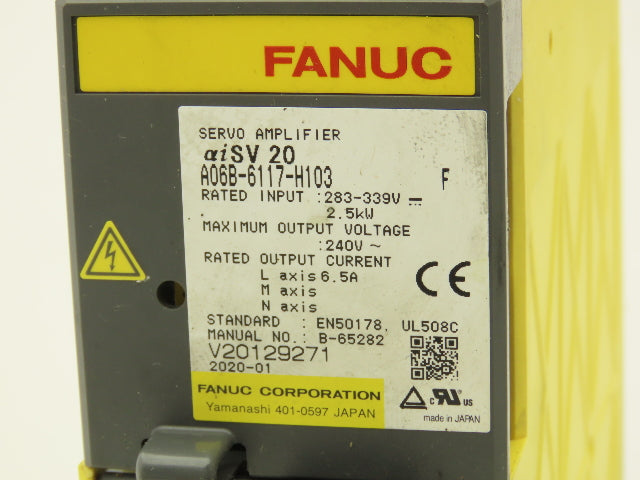 FANUC
SERVO AMPLIFIER
αiSV 20
A06B-6117-H103 F
RATED INPUT :283-339V ⎓
2.5kW
MAXIMUM OUTPUT VOLTAGE
:240V ~
RATED OUTPUT CURRENT
L axis 6.5A
M axis
N axis
STANDARD : EN50178, UL508C
MANUAL NO.: B-65282
V20129271
2020-01
CE
FANUC CORPORATION
Yamanashi 401-0597 JAPAN
c RU us
made in JAPAN